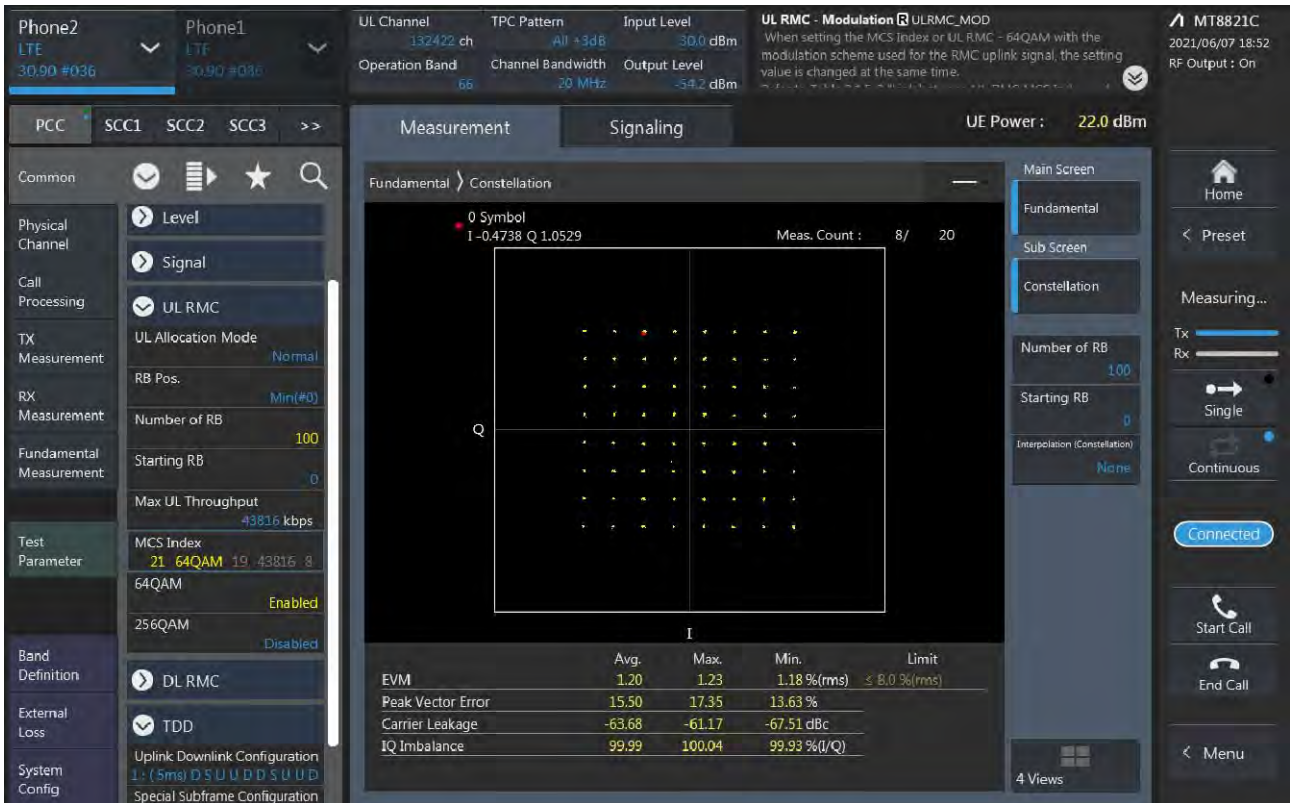 Phone2
LTE
30.90 #036
Phone1
LTE
30.90 #036
UL Channel
132422 ch
TPC Pattern
All +3dB
Input Level
30.0 dBm
Operation Band
66
Channel Bandwidth
20 MHz
Output Level
-54.2 dBm
UL RMC - Modulation R ULRMC_MOD
When setting the MCS Index or UL RMC - 64QAM with the
modulation scheme used for the RMC uplink signal, the setting
value is changed at the same time.
MT8821C
2021/06/07 18:52
RF Output : On
PCC SCC1 SCC2 SCC3 >>
Measurement
Signaling
UE Power : 22.0 dBm
Common
Physical
Channel
Call
Processing
TX
Measurement
RX
Measurement
Fundamental
Measurement
Test
Parameter
Band
Definition
External
Loss
System
Config
Level
Signal
UL RMC
UL Allocation Mode
Normal
RB Pos.
Min(#0)
Number of RB
100
Starting RB
0
Max UL Throughput
43816 kbps
MCS Index
21 64QAM 19 43816 8
64QAM
Enabled
256QAM
Disabled
DL RMC
TDD
Uplink Downlink Configuration
1 : (5ms) D S U U D D S U U D
Special Subframe Configuration
Fundamental > Constellation
0 Symbol
I -0.4738 Q 1.0529
Meas. Count : 8/ 20
Q
I
Avg. Max. Min. Limit
EVM 1.20 1.23 1.18 %(rms) ≤ 8.0 %(rms)
Peak Vector Error 15.50 17.35 13.63 %
Carrier Leakage -63.68 -61.17 -67.51 dBc
IQ Imbalance 99.99 100.04 99.93 %(I/Q)
Main Screen
Fundamental
Sub Screen
Constellation
Number of RB
100
Starting RB
0
Interpolation (Constellation)
None
4 Views
Home
< Preset
Measuring...
Tx
Rx
Single
Continuous
Connected
Start Call
End Call
< Menu